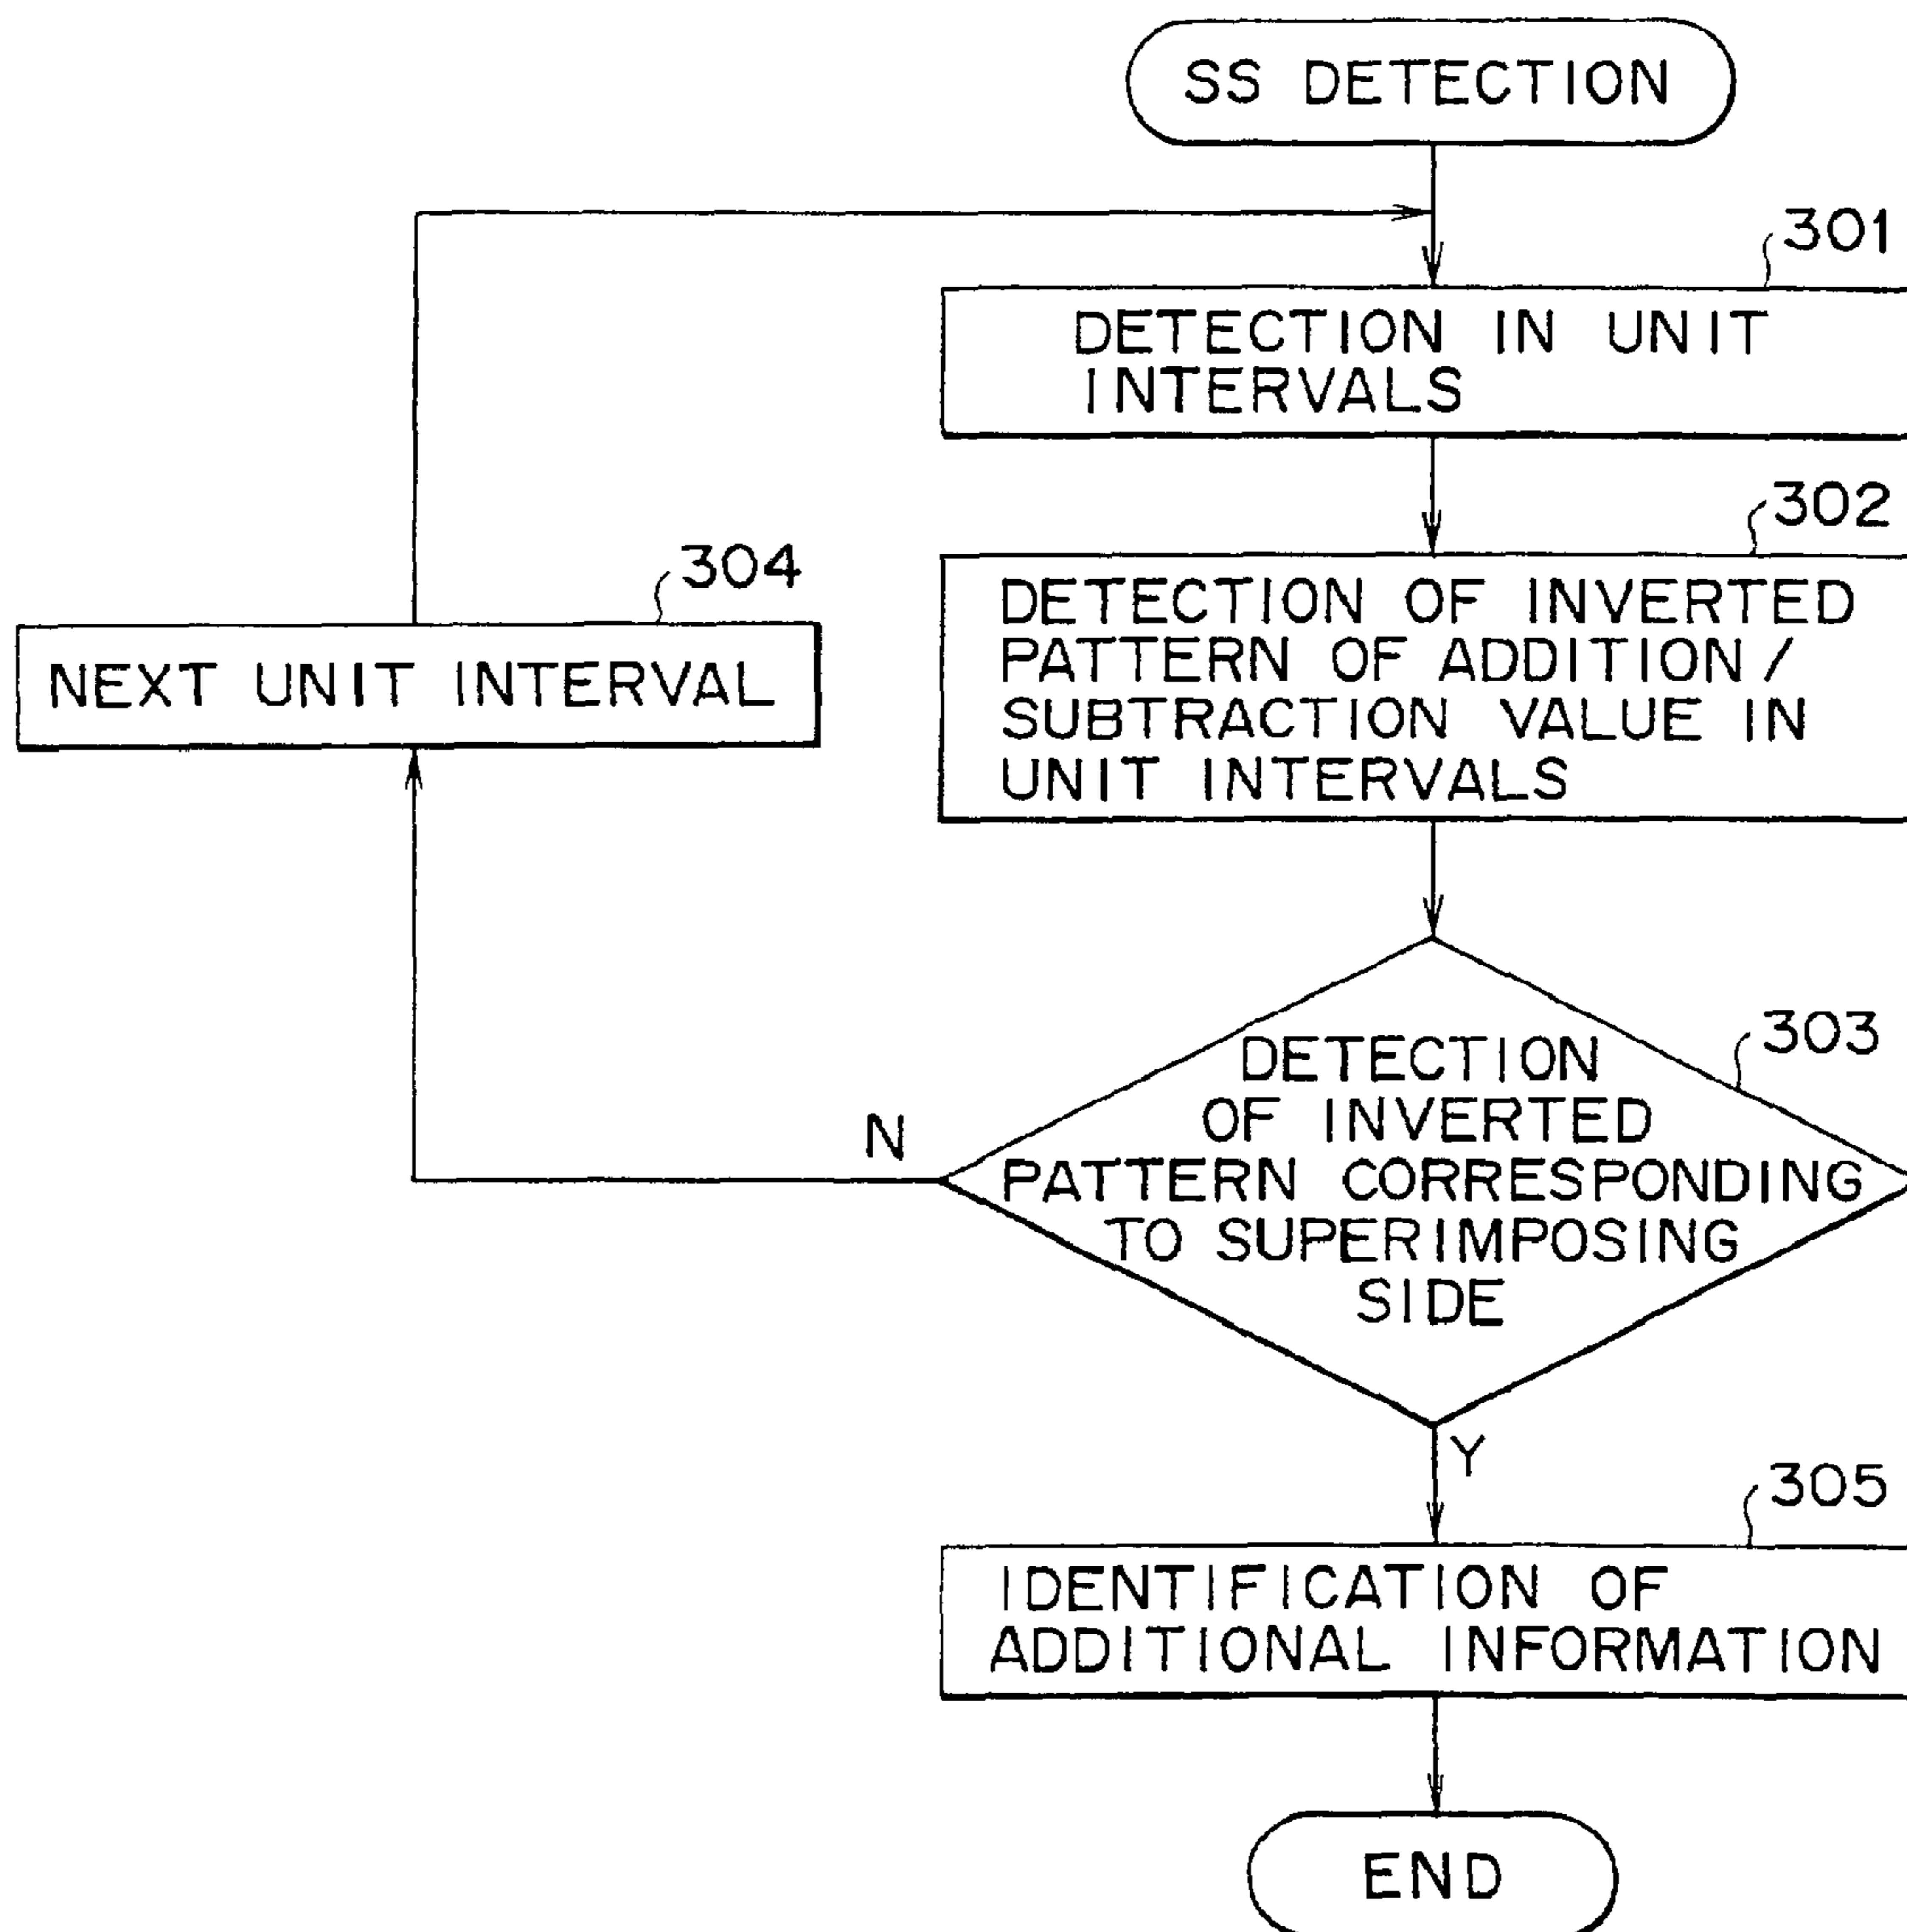 SS DETECTION
301
DETECTION IN UNIT
INTERVALS
302
DETECTION OF INVERTED
PATTERN OF ADDITION/
SUBTRACTION VALUE IN
UNIT INTERVALS
304
NEXT UNIT INTERVAL
303
DETECTION
OF INVERTED
PATTERN CORRESPONDING
TO SUPERIMPOSING
SIDE
N
Y
305
IDENTIFICATION OF
ADDITIONAL INFORMATION
END